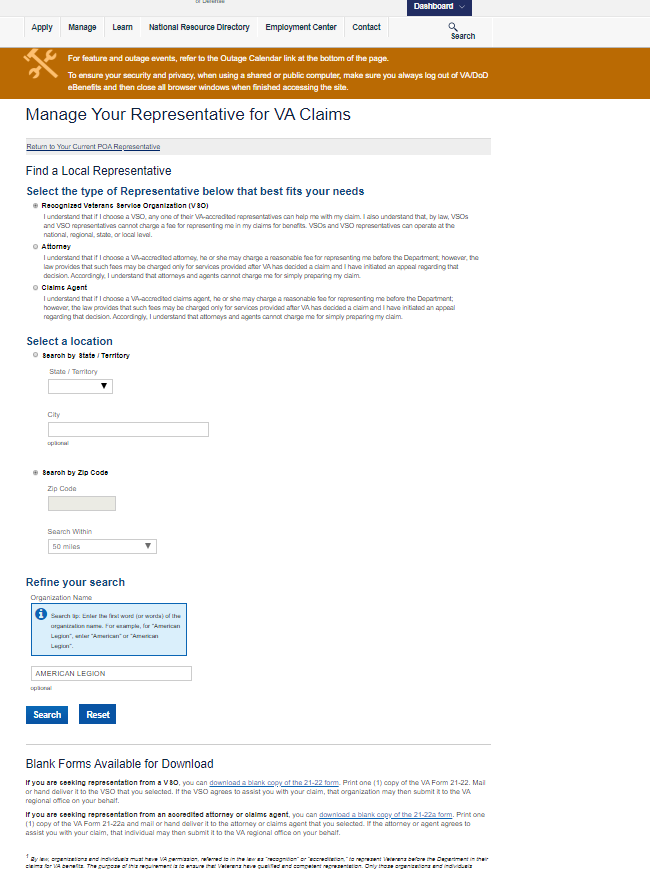 of Defense
Dashboard
Apply Manage Learn National Resource Directory Employment Center Contact
Search
For feature and outage events, refer to the Outage Calendar link at the bottom of the page.
To ensure your security and privacy, when using a shared or public computer, make sure you always log out of VA/DoD
eBenefits and then close all browser windows when finished accessing the site.
Manage Your Representative for VA Claims
Return to Your Current POA Representative
Find a Local Representative
Select the type of Representative below that best fits your needs
Recognized Veterans Service Organization (VSO)
I understand that if I choose a VSO, any one of their VA-accredited representatives can help me with my claim. I also understand that, by law, VSOs
and VSO representatives cannot charge a fee for representing me in my claims for benefits. VSOs and VSO representatives can operate at the
national, regional, state, or local level.
Attorney
I understand that if I choose a VA-accredited attorney, he or she may charge a reasonable fee for representing me before the Department; however, the
law provides that such fees may be charged only for services provided after VA has decided a claim and I have initiated an appeal regarding that
decision. Accordingly, I understand that attorneys and agents cannot charge me for simply preparing my claim.
Claims Agent
I understand that if I choose a VA-accredited claims agent, he or she may charge a reasonable fee for representing me before the Department;
however, the law provides that such fees may be charged only for services provided after VA has decided a claim and I have initiated an appeal
regarding that decision. Accordingly, I understand that attorneys and agents cannot charge me for simply preparing my claim.
Select a location
Search by State / Territory
State / Territory
City
optional
Search by Zip Code
Zip Code
Search Within
50 miles
Refine your search
Organization Name
Search tip: Enter the first word (or words) of the
organization name. For example, for "American
Legion", enter "American" or "American
Legion".
AMERICAN LEGION
optional
Search Reset
Blank Forms Available for Download
If you are seeking representation from a VSO, you can download a blank copy of the 21-22 form. Print one (1) copy of the VA Form 21-22. Mail
or hand deliver it to the VSO that you selected. If the VSO agrees to assist you with your claim, that organization may then submit it to the VA
regional office on your behalf.
If you are seeking representation from an accredited attorney or claims agent, you can download a blank copy of the 21-22a form. Print one
(1) copy of the VA Form 21-22a and mail or hand deliver it to the attorney or claims agent that you selected. If the attorney or agent agrees to
assist you with your claim, that individual may then submit it to the VA regional office on your behalf.
1 By law, organizations and individuals must have VA permission, referred to in the law as "recognition" or "accreditation," to represent Veterans before the Department in their
claims for VA benefits. The purpose of this requirement is to ensure that Veterans have qualified and competent representation. Only those organizations and individuals